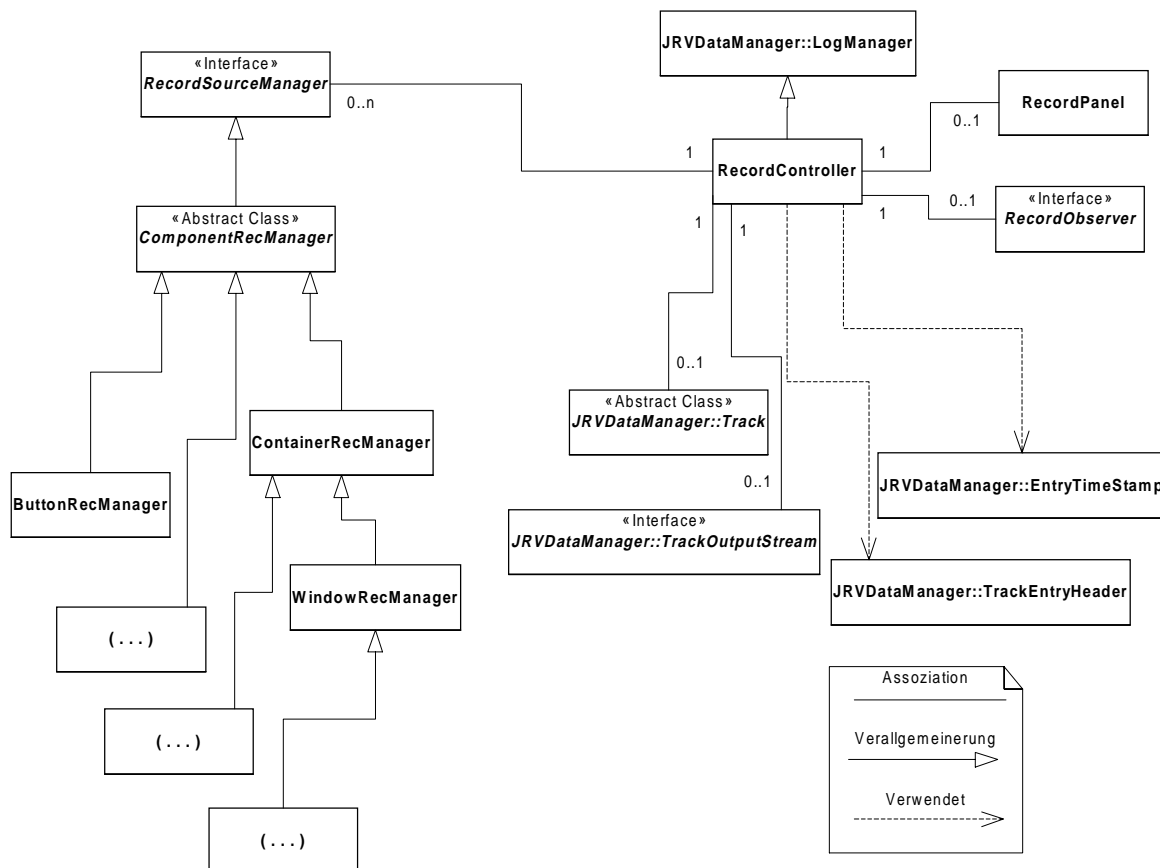 JRVDataManager::LogManager
«Interface»
RecordSourceManager
0..n
RecordPanel
0..1
1
1
RecordController
0..1
1
«Interface»
RecordObserver
«Abstract Class»
ComponentRecManager
1
1
0..1
«Abstract Class»
JRVDataManager::Track
ContainerRecManager
ButtonRecManager
0..1
JRVDataManager::EntryTimeStamp
«Interface»
JRVDataManager::TrackOutputStream
JRVDataManager::TrackEntryHeader
WindowRecManager
(...)
(...)
(...)
Assoziation
Verallgemeinerung
Verwendet